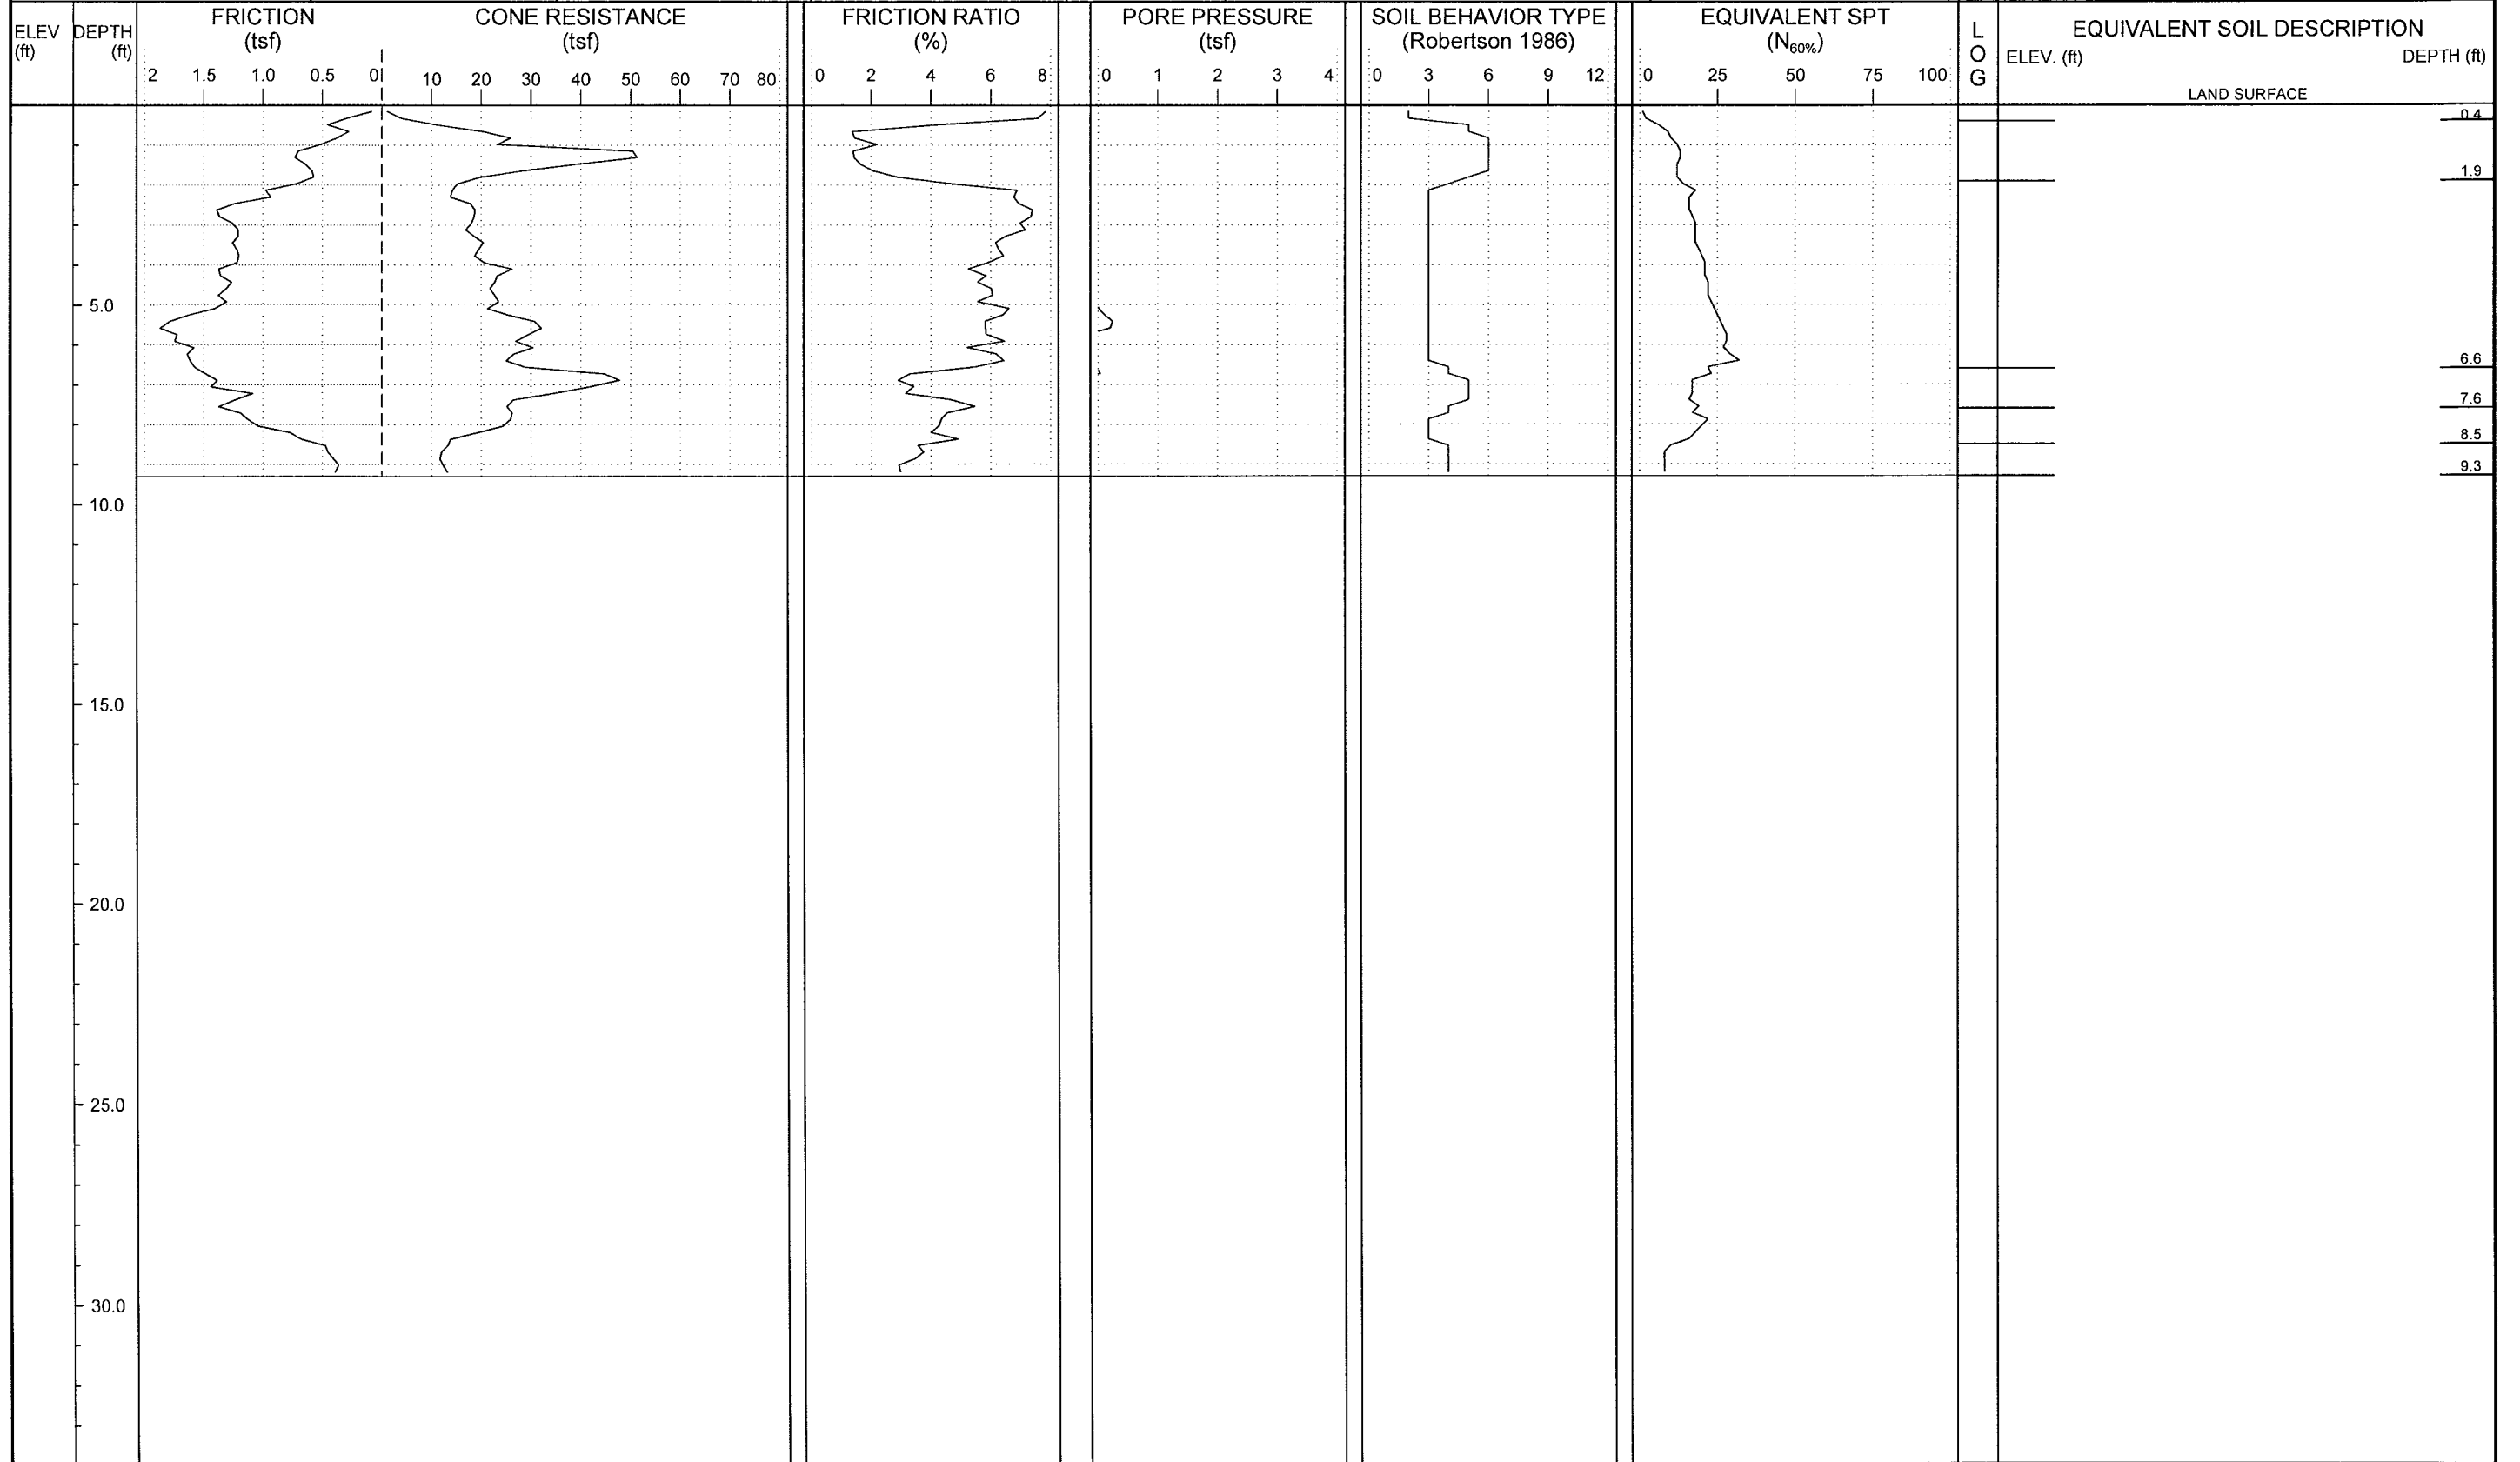 ELEV
(ft)
DEPTH
(ft)
FRICTION
(tsf)
2 1.5 1.0 0.5 0
CONE RESISTANCE
(tsf)
10 20 30 40 50 60 70 80
FRICTION RATIO
(%)
0 2 4 6 8
PORE PRESSURE
(tsf)
0 1 2 3 4
SOIL BEHAVIOR TYPE
(Robertson 1986)
0 3 6 9 12
EQUIVALENT SPT
(N60%)
0 25 50 75 100
L
O
G
EQUIVALENT SOIL DESCRIPTION
ELEV. (ft) DEPTH (ft)
LAND SURFACE
0.4
1.9
6.6
7.6
8.5
9.3
5.0
10.0
15.0
20.0
25.0
30.0